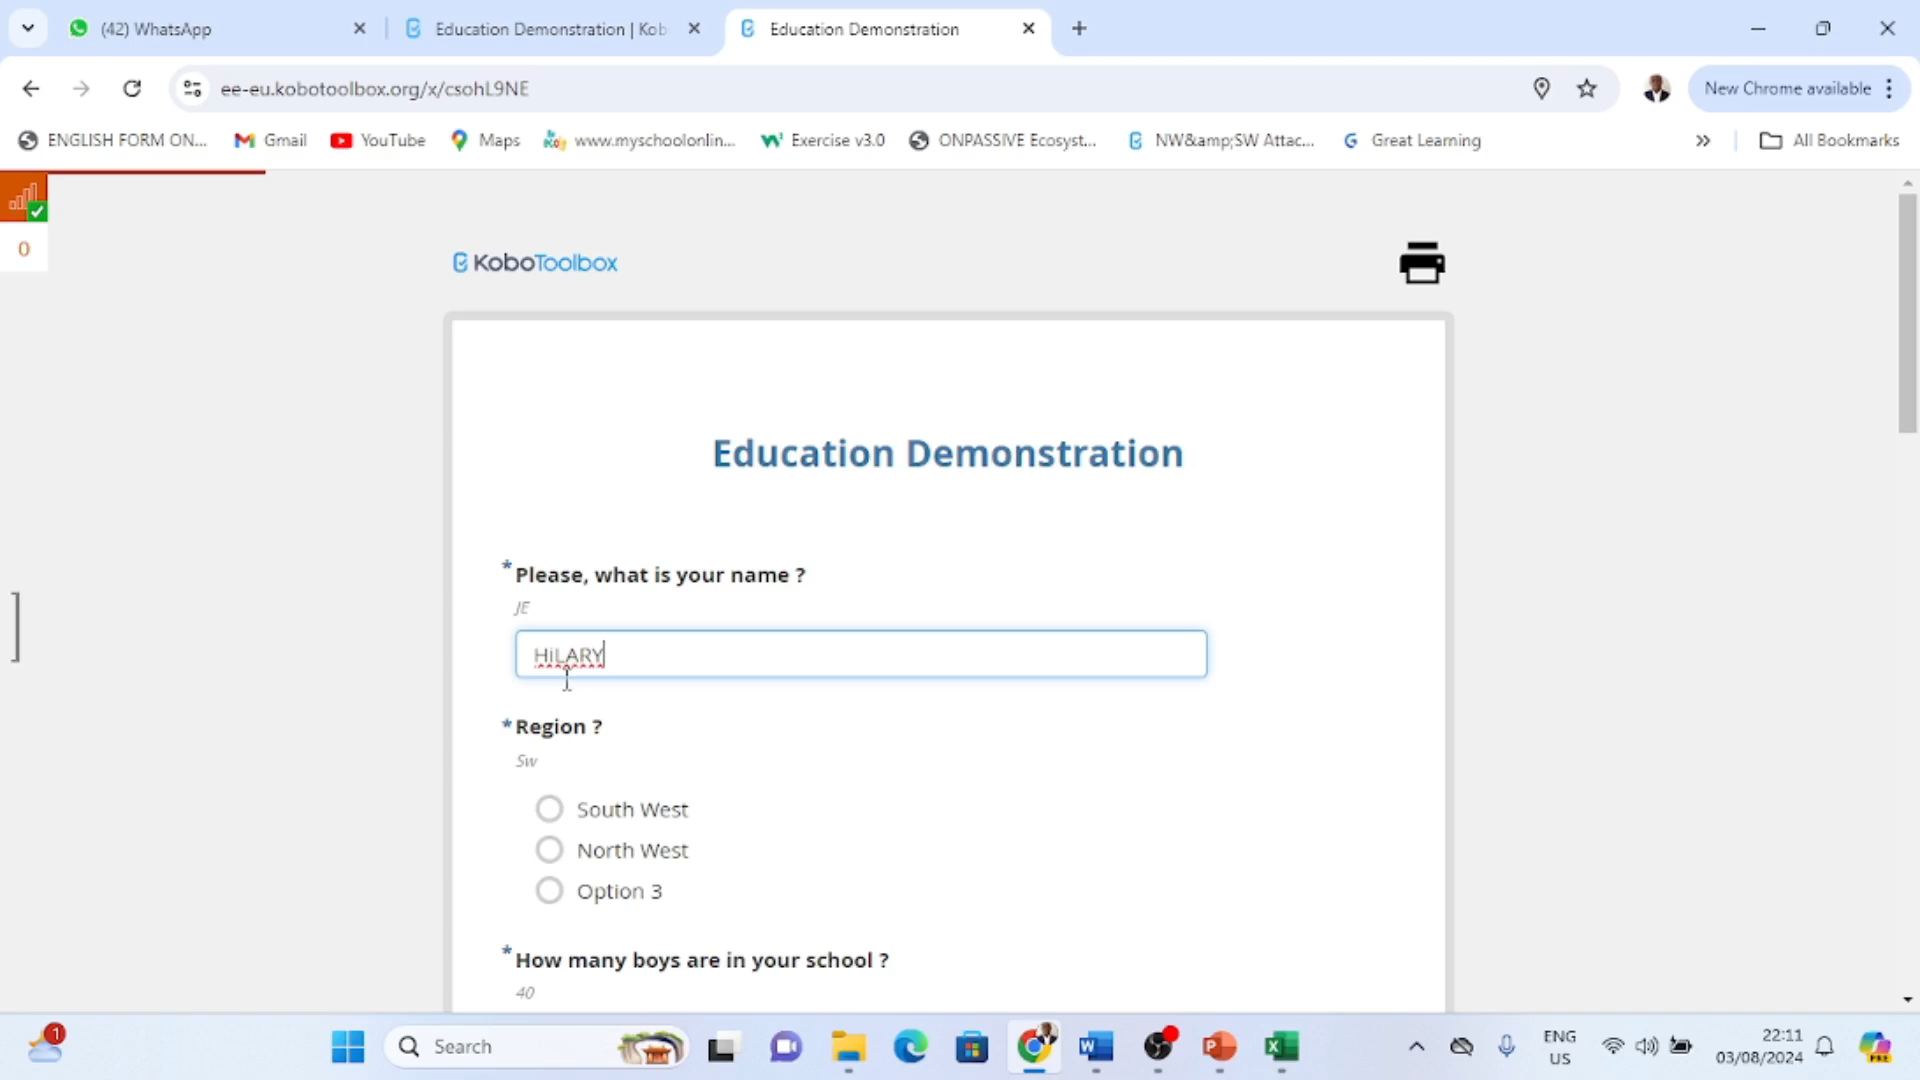 (42) WhatsApp
Education Demonstration | Kob
Education Demonstration
ee-eu.kobotoolbox.org/x/csohL9NE
New Chrome available
ENGLISH FORM ON...
Gmail
YouTube
Maps
www.myschoolonlin...
Exercise v3.0
ONPASSIVE Ecosyst...
NW&amp;SW Attac...
Great Learning
All Bookmarks
0
KoboToolbox
Education Demonstration
* Please, what is your name ?
JE
HiLARY
* Region ?
Sw
South West
North West
Option 3
* How many boys are in your school ?
40
1
Search
ENG
US
22:11
03/08/2024
PRE